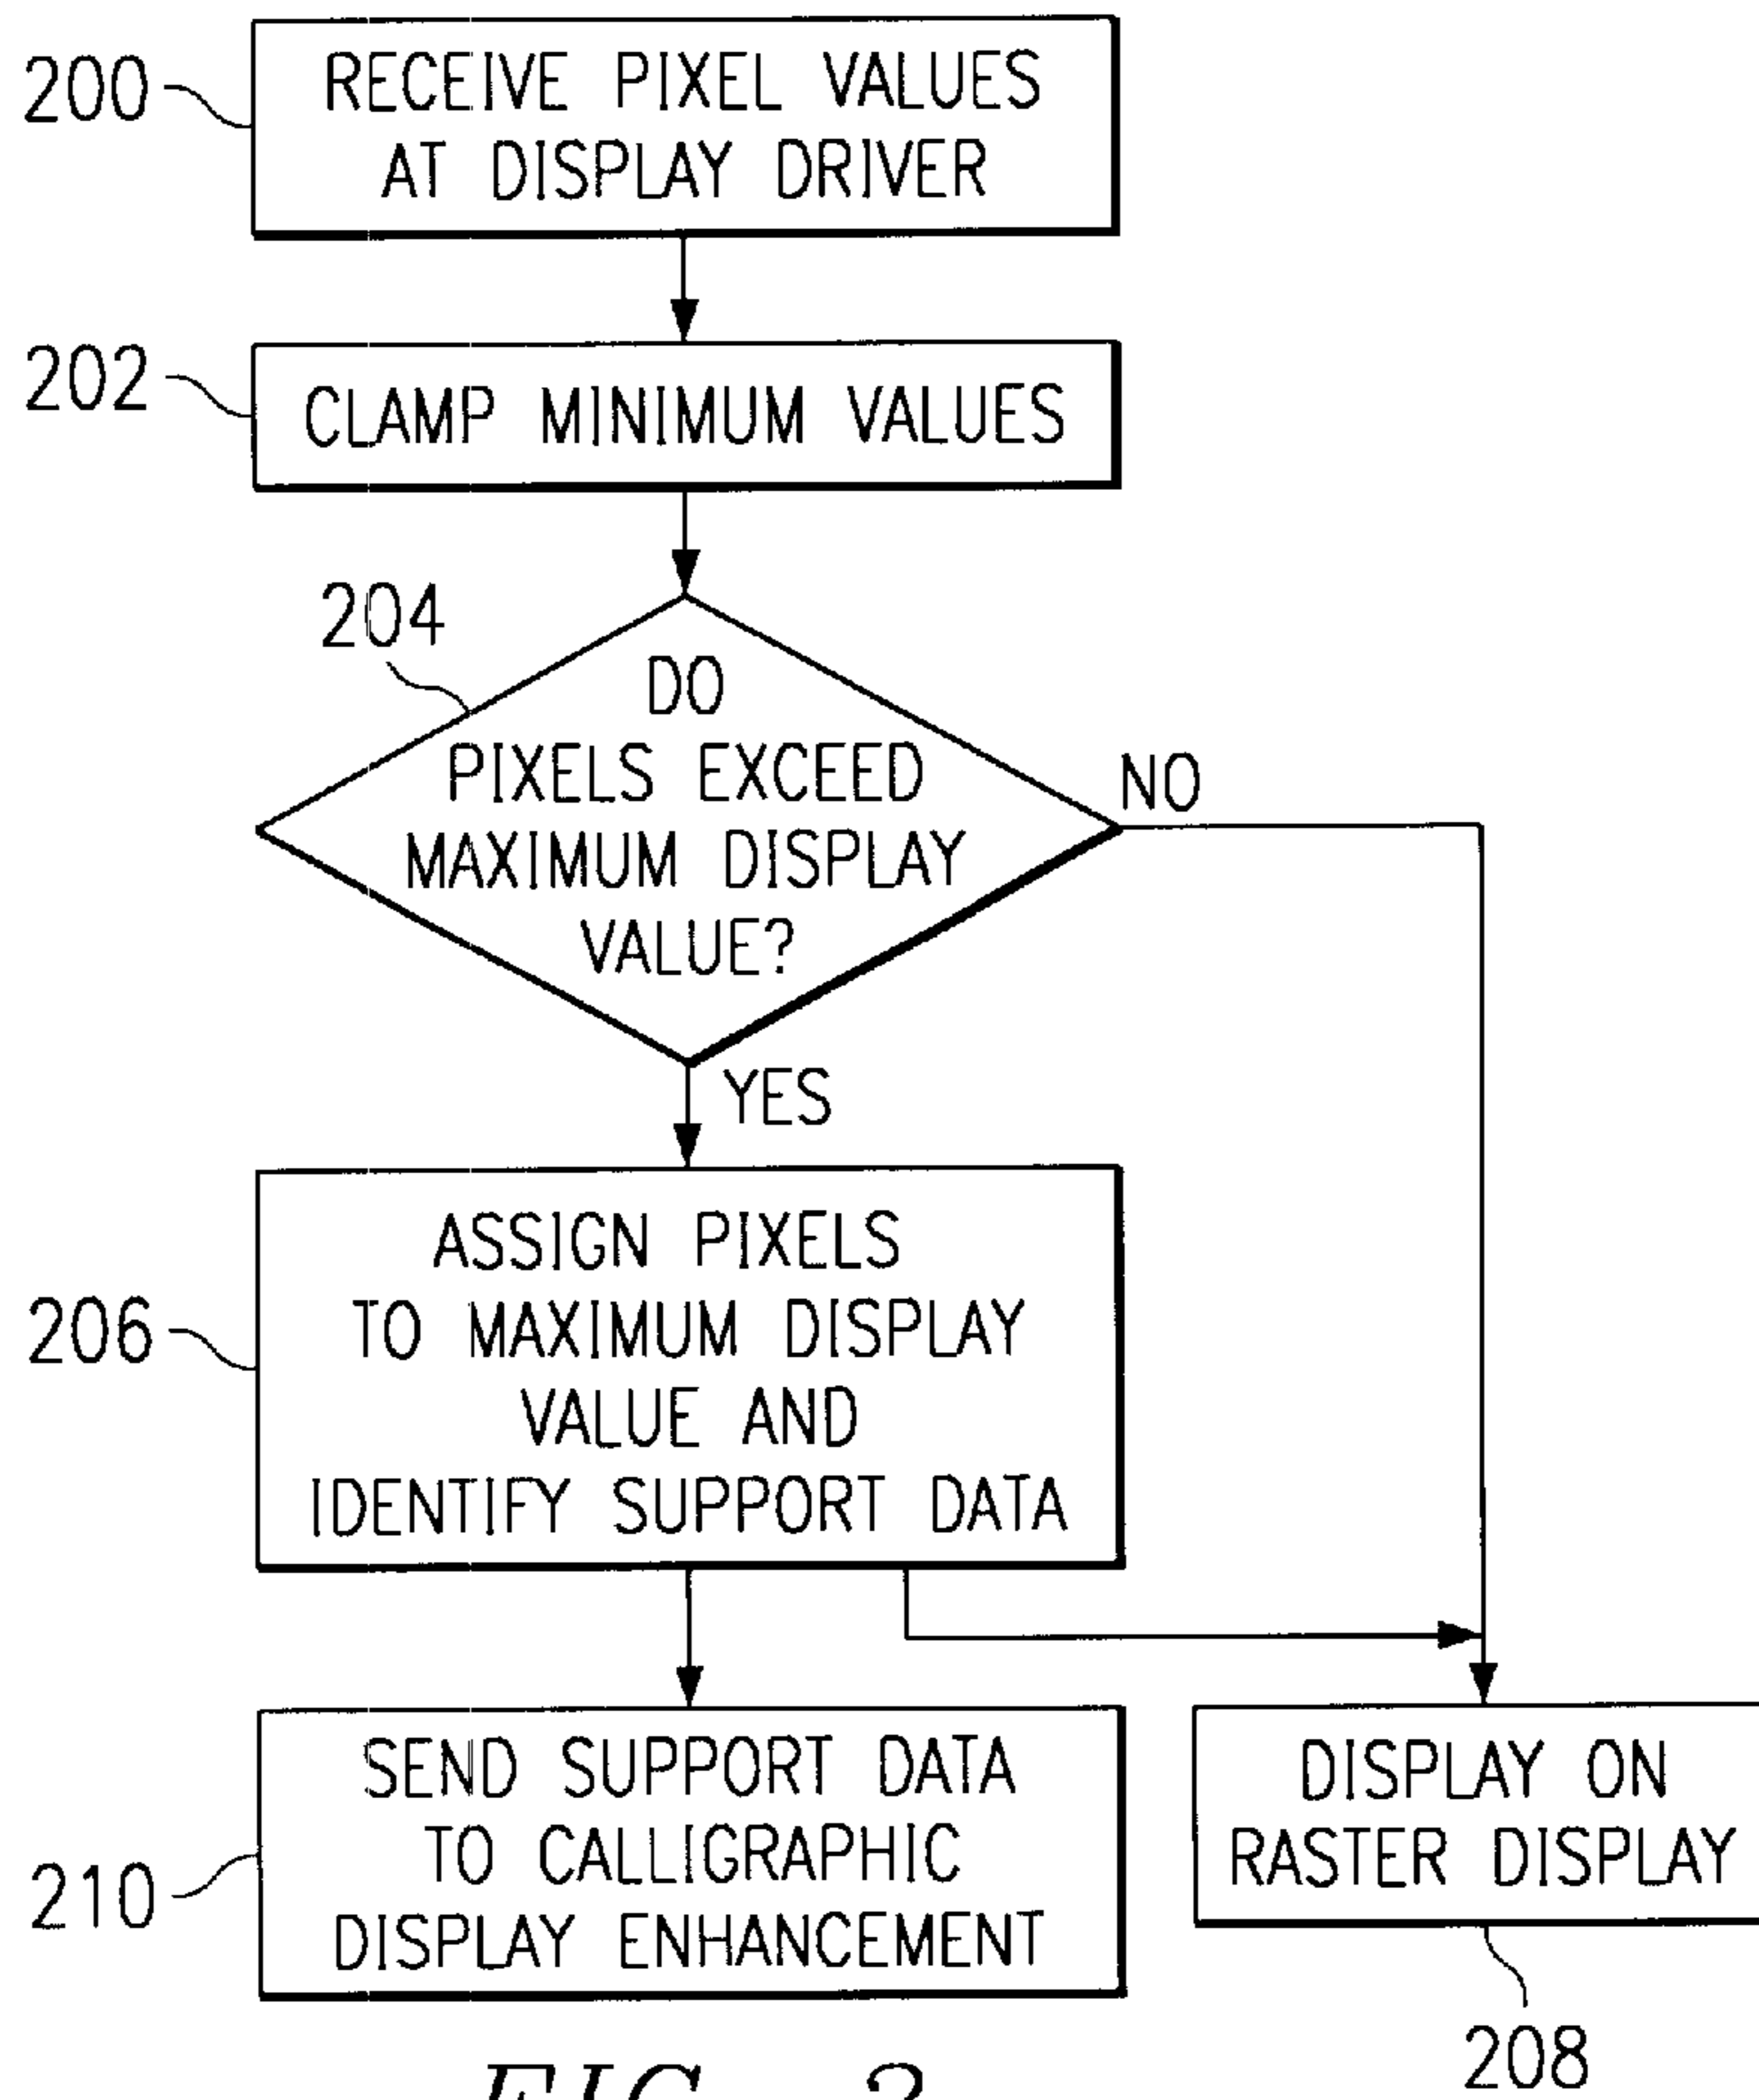 200
RECEIVE PIXEL VALUES
AT DISPLAY DRIVER
202
CLAMP MINIMUM VALUES
204
DO
PIXELS EXCEED
MAXIMUM DISPLAY
VALUE?
NO
YES
206
ASSIGN PIXELS
TO MAXIMUM DISPLAY
VALUE AND
IDENTIFY SUPPORT DATA
210
SEND SUPPORT DATA
TO CALLIGRAPHIC
DISPLAY ENHANCEMENT
DISPLAY ON
RASTER DISPLAY
208
FIG.